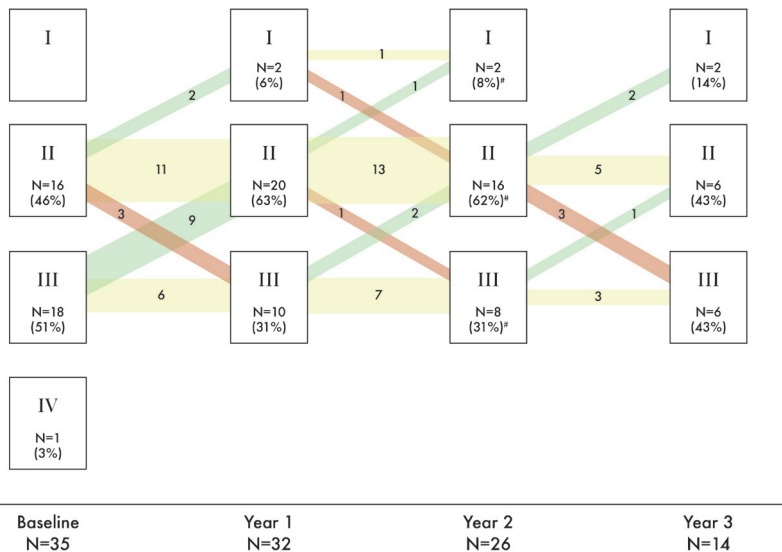 I
I
N=2
(6%)
I
N=2
(8%)#
I
N=2
(14%)
1
1
1
2
2
II
N=16
(46%)
11
II
N=20
(63%)
13
II
N=16
(62%)#
5
II
N=6
(43%)
3
9
1
2
3
1
III
N=18
(51%)
6
III
N=10
(31%)
7
III
N=8
(31%)#
3
III
N=6
(43%)
IV
N=1
(3%)
Baseline
N=35
Year 1
N=32
Year 2
N=26
Year 3
N=14